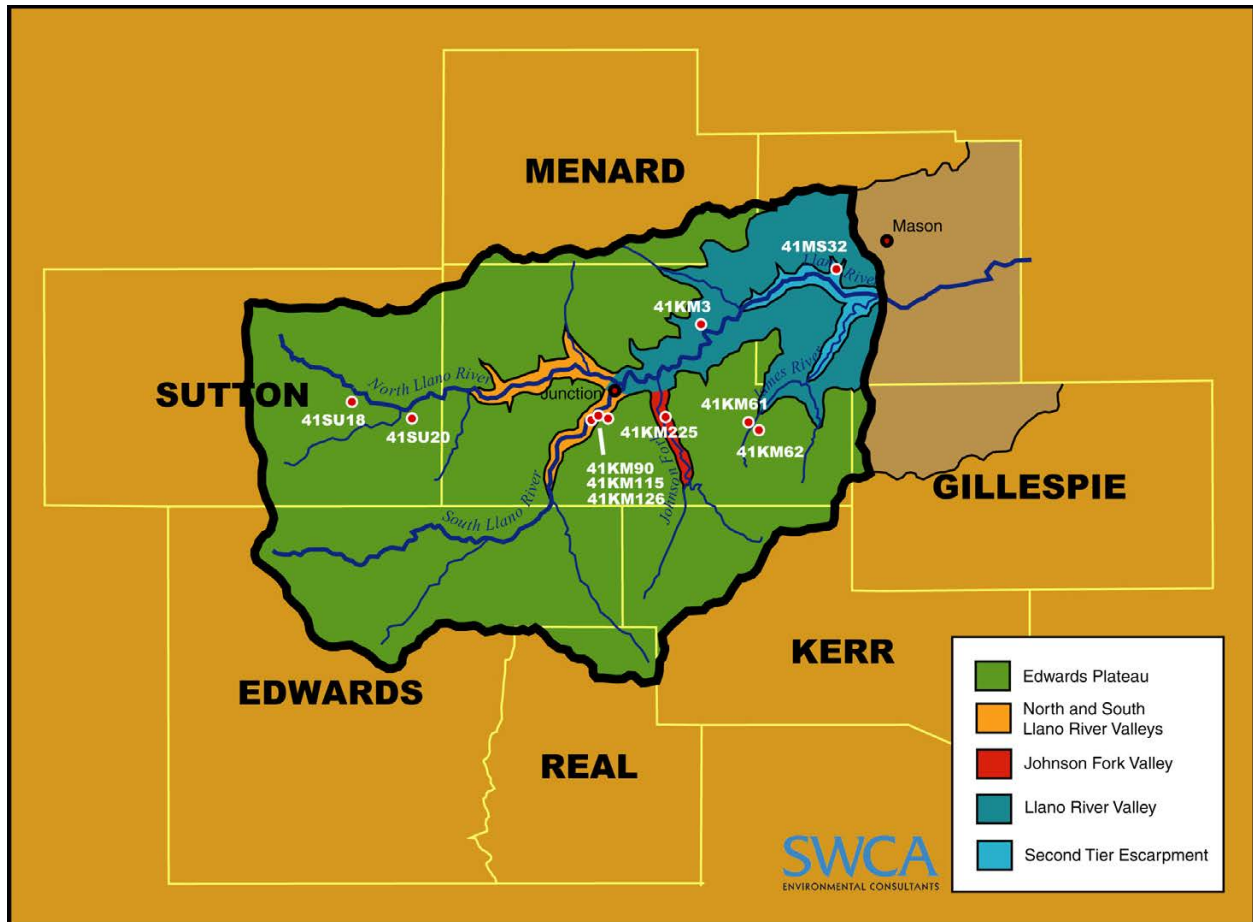 MENARD
Mason
41MS32
Llano
River
41KM3
North Llano River
SUTTON
Junction
James River
41SU18
41SU20
41KM225
41KM61
41KM62
41KM90
41KM115
41KM126
Johnson Fork
GILLESPIE
South Llano River
KERR
EDWARDS
REAL
Edwards Plateau
North and South
Llano River Valleys
Johnson Fork Valley
Llano River Valley
Second Tier Escarpment
SWCA
ENVIRONMENTAL CONSULTANTS